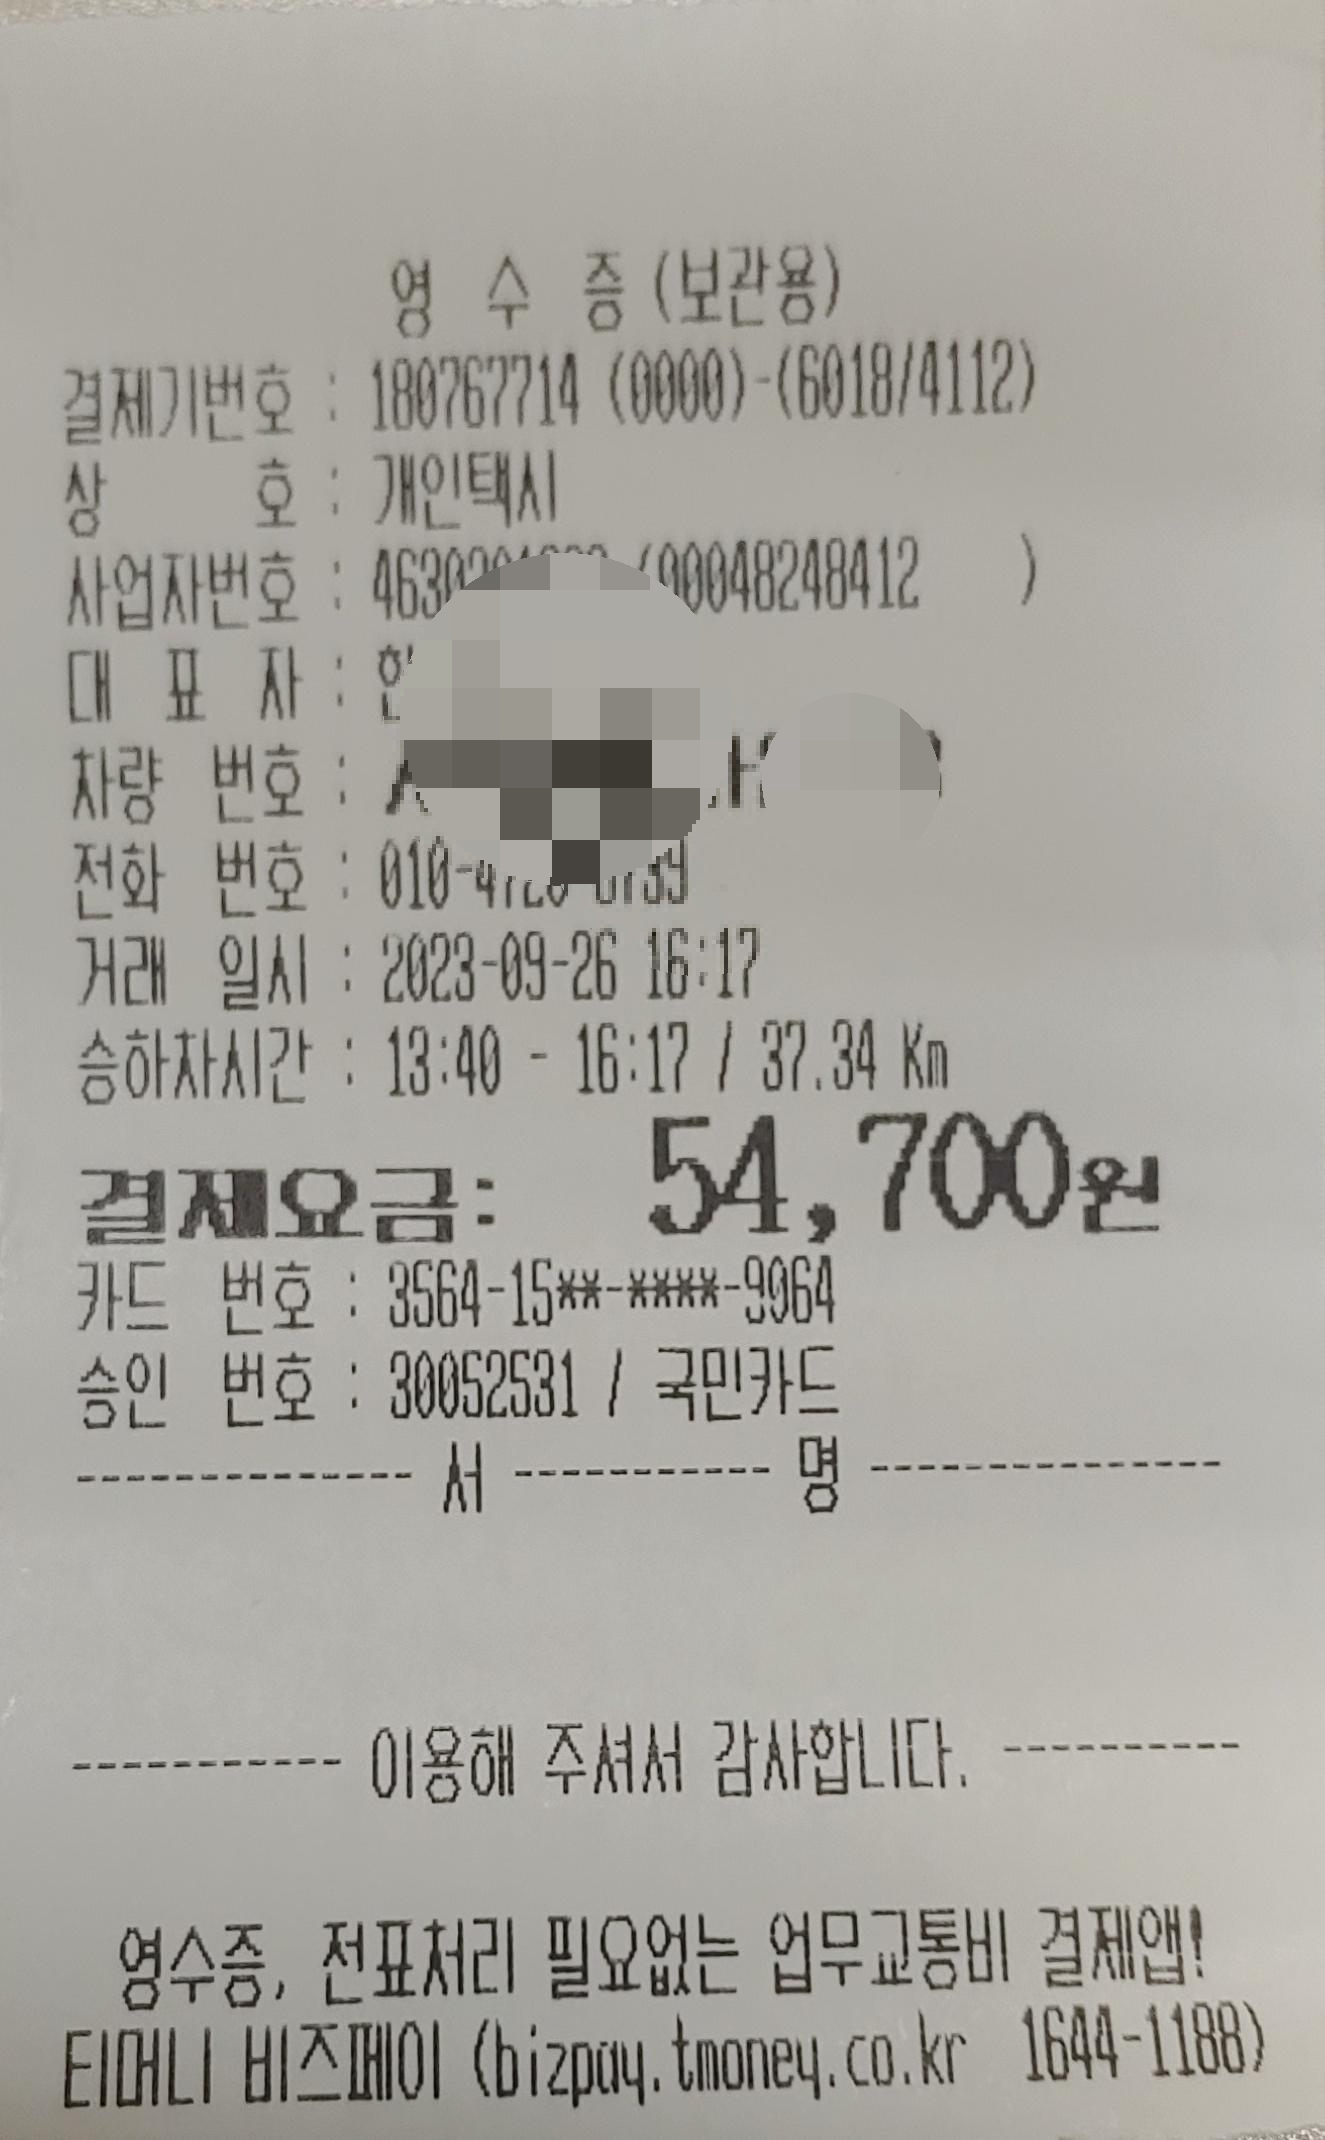 영 수 증 (보관용)
결제기번호 : 180767714 (0000)-(6018/4112)
상 호 : 개인택시
사업자번호 : (00048248412 )
대 표 자 :
차량 번호 :
전화 번호 : 010-
거래 일시 : 2023-09-26 16:17
승하차시간 : 13:40 - 16:17 / 37.34 Km
결제요금: 54,700원
카드 번호 : 3564-15**-****-9064
승인 번호 : 30052531 / 국민카드
-------------- 서 ----------- 명 ---------------
----------- 이용해 주셔서 감사합니다. ----------
영수증, 전표처리 필요없는 업무교통비 결제앱!
티머니 비즈페이 (bizpay.tmoney.co.kr 1644-1188)